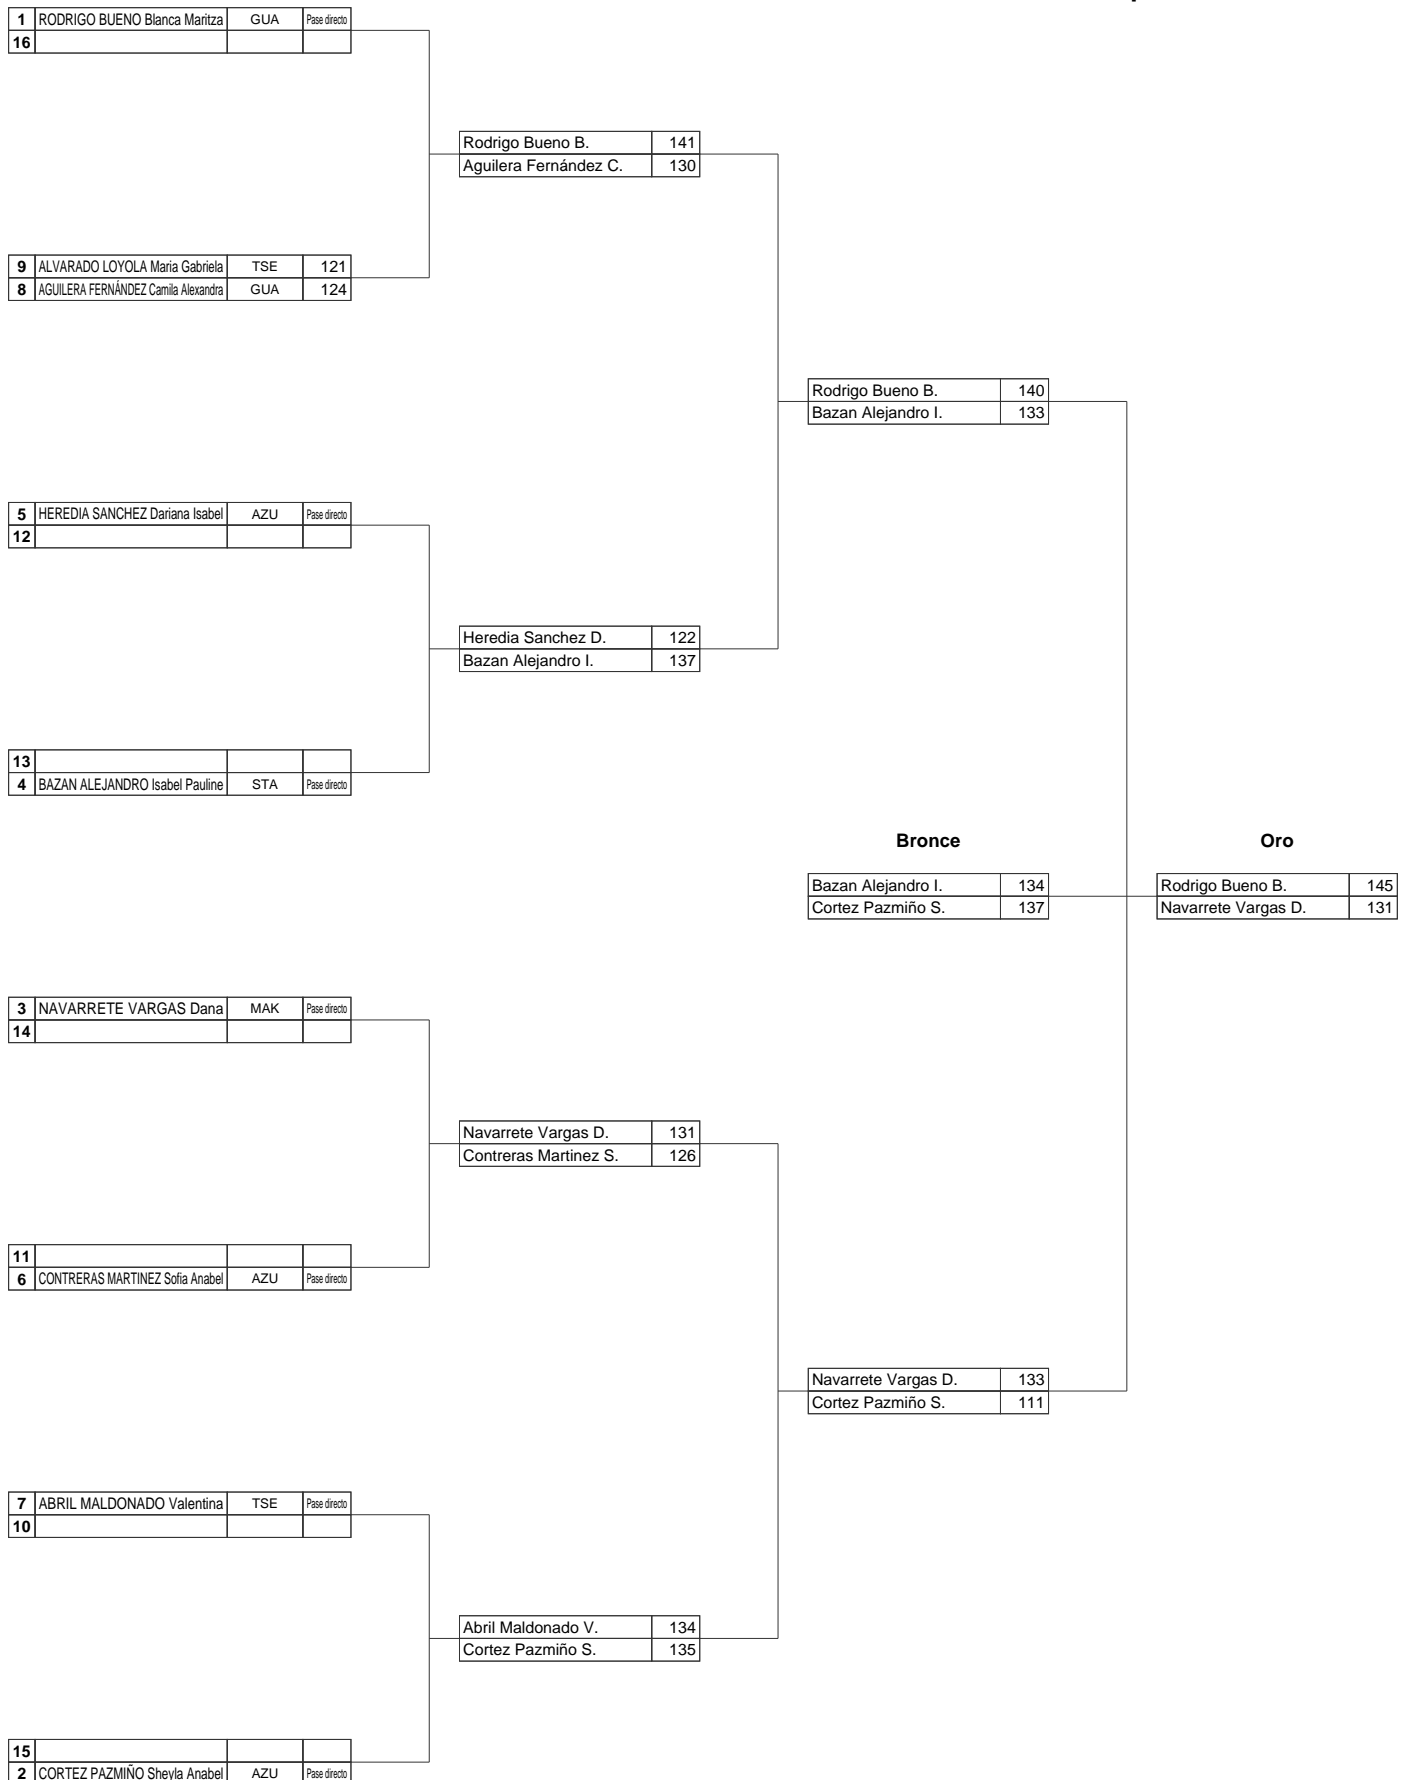 1 RODRIGO BUENO Blanca Maritza GUA Pase directo
16
Rodrigo Bueno B. 141
Aguilera Fernández C. 130
9 ALVARADO LOYOLA Maria Gabriela TSE 121
8 AGUILERA FERNÁNDEZ Camila Alexandra GUA 124
Rodrigo Bueno B. 140
Bazan Alejandro I. 133
5 HEREDIA SANCHEZ Dariana Isabel AZU Pase directo
12
Heredia Sanchez D. 122
Bazan Alejandro I. 137
13
4 BAZAN ALEJANDRO Isabel Pauline STA Pase directo
Bronce Oro
Bazan Alejandro I. 134 Rodrigo Bueno B. 145
Cortez Pazmiño S. 137 Navarrete Vargas D. 131
3 NAVARRETE VARGAS Dana MAK Pase directo
14
Navarrete Vargas D. 131
Contreras Martinez S. 126
11
6 CONTRERAS MARTINEZ Sofia Anabel AZU Pase directo
Navarrete Vargas D. 133
Cortez Pazmiño S. 111
7 ABRIL MALDONADO Valentina TSE Pase directo
10
Abril Maldonado V. 134
Cortez Pazmiño S. 135
15
2 CORTEZ PAZMIÑO Sheyla Anabel AZU Pase directo